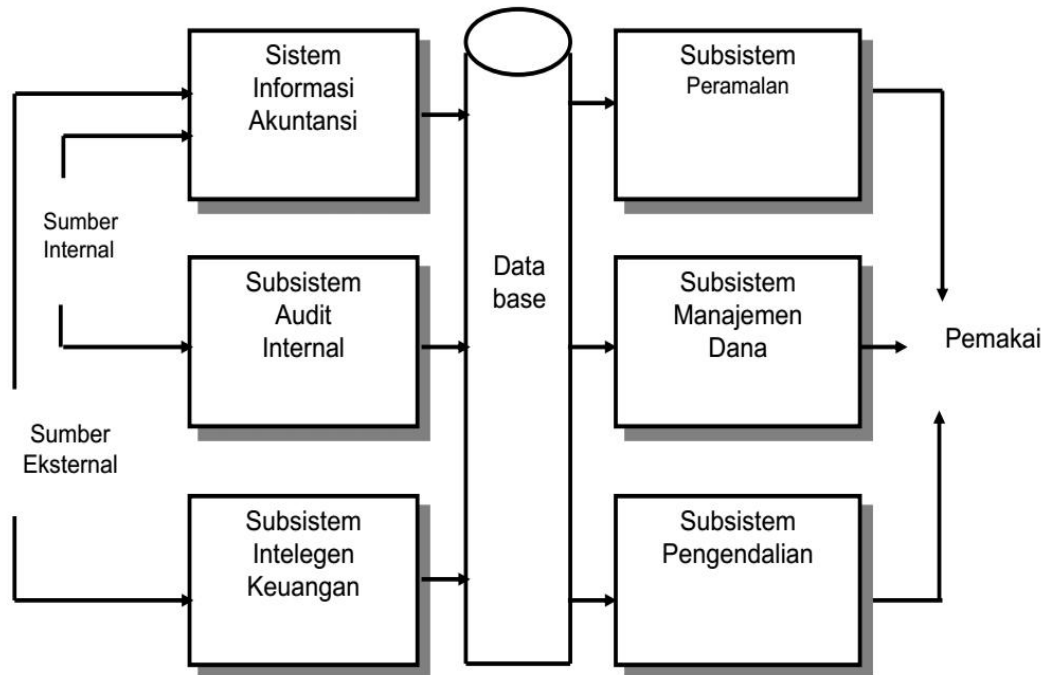 Sistem
Informasi
Akuntansi
Subsistem
Peramalan
Sumber
Internal
Subsistem
Audit
Internal
Data
base
Subsistem
Manajemen
Dana
Pemakai
Sumber
Eksternal
Subsistem
Intelegen
Keuangan
Subsistem
Pengendalian